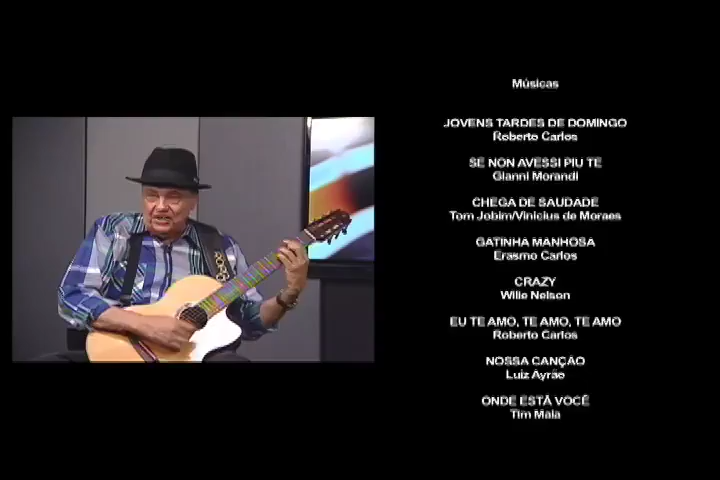 Músicas
JOVENS TARDES DE DOMINGO
Roberto Carlos
SE NON AVESSI PIU TE
Gianni Morandi
CHEGA DE SAUDADE
Tom Jobim/Vinicius de Moraes
GATINHA MANHOSA
Erasmo Carlos
CRAZY
Wilie Nelson
EU TE AMO, TE AMO, TE AMO
Roberto Carlos
NOSSA CANÇÃO
Luiz Ayrão
ONDE ESTÁ VOCÊ
Tim Maia